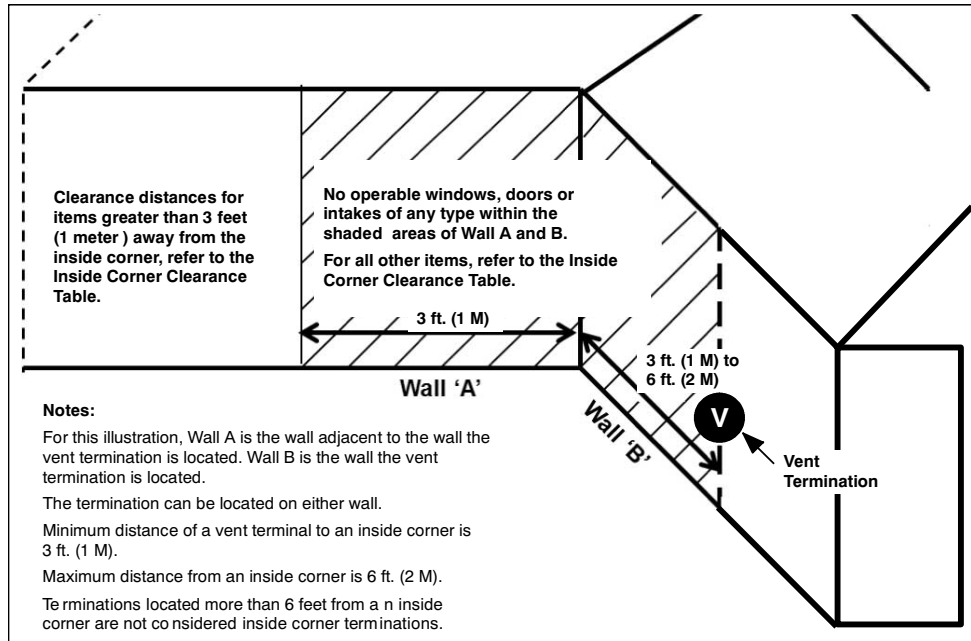 Clearance distances for
items greater than 3 feet
(1 meter ) away from the
inside corner, refer to the
Inside Corner Clearance
Table.
No operable windows, doors or
intakes of any type within the
shaded areas of Wall A and B.
For all other items, refer to the Inside
Corner Clearance Table.
3 ft. (1 M)
3 ft. (1 M) to
6 ft. (2 M)
Wall ‘A’
Wall ‘B’
V
Vent
Termination
Notes:
For this illustration, Wall A is the wall adjacent to the wall the
vent termination is located. Wall B is the wall the vent
termination is located.
The termination can be located on either wall.
Minimum distance of a vent terminal to an inside corner is
3 ft. (1 M).
Maximum distance from an inside corner is 6 ft. (2 M).
Te rminations located more than 6 feet from a n inside
corner are not co nsidered inside corner terminations.